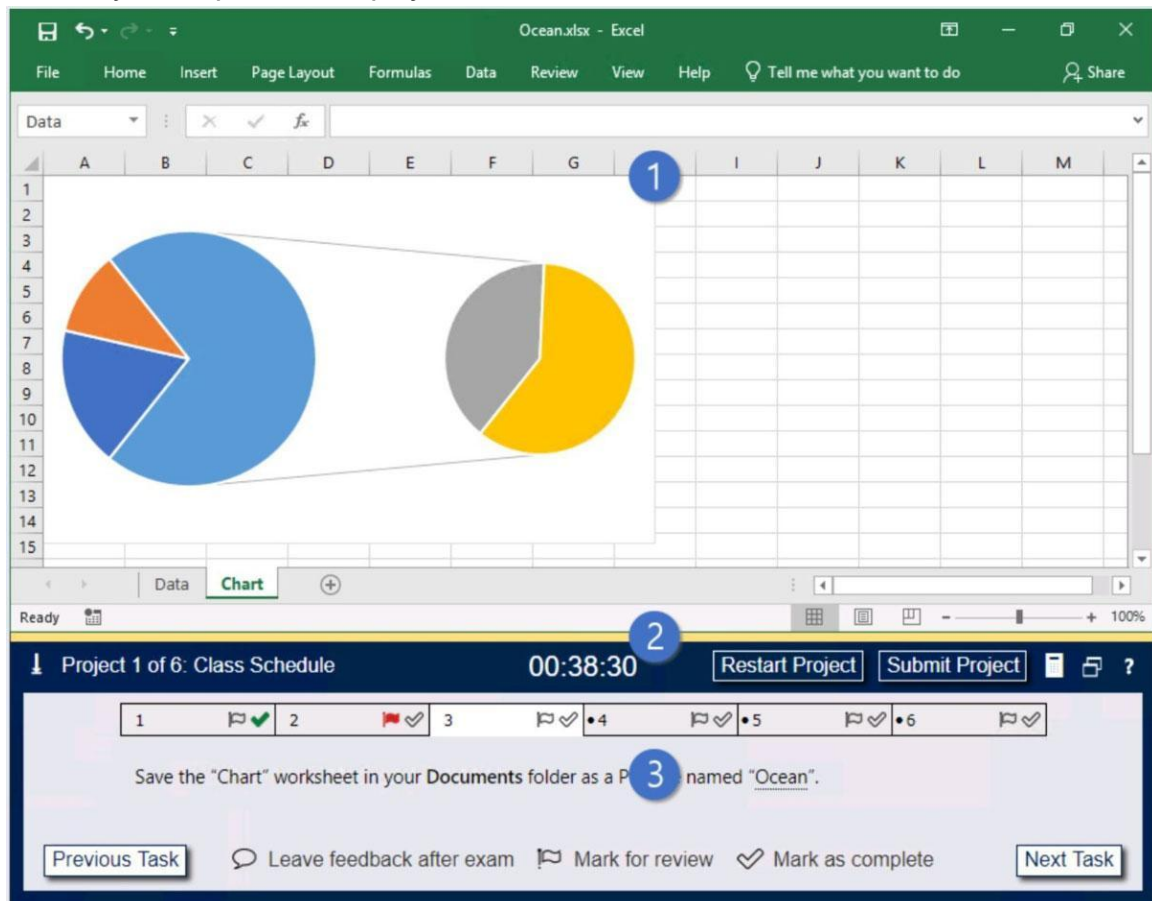 Ocean.xlsx - Excel
File Home Insert Page Layout Formulas Data Review View Help Tell me what you want to do Share
Data fx
A B C D E F G I J K L M
1
1
2
3
4
5
6
7
8
9
10
11
12
13
14
15
Data Chart
Ready 100%
2
Project 1 of 6: Class Schedule 00:38:30 Restart Project Submit Project ?
1 2 3 •4 •5 •6
Save the "Chart" worksheet in your Documents folder as a P 3 named "Ocean".
Previous Task Leave feedback after exam Mark for review Mark as complete Next Task